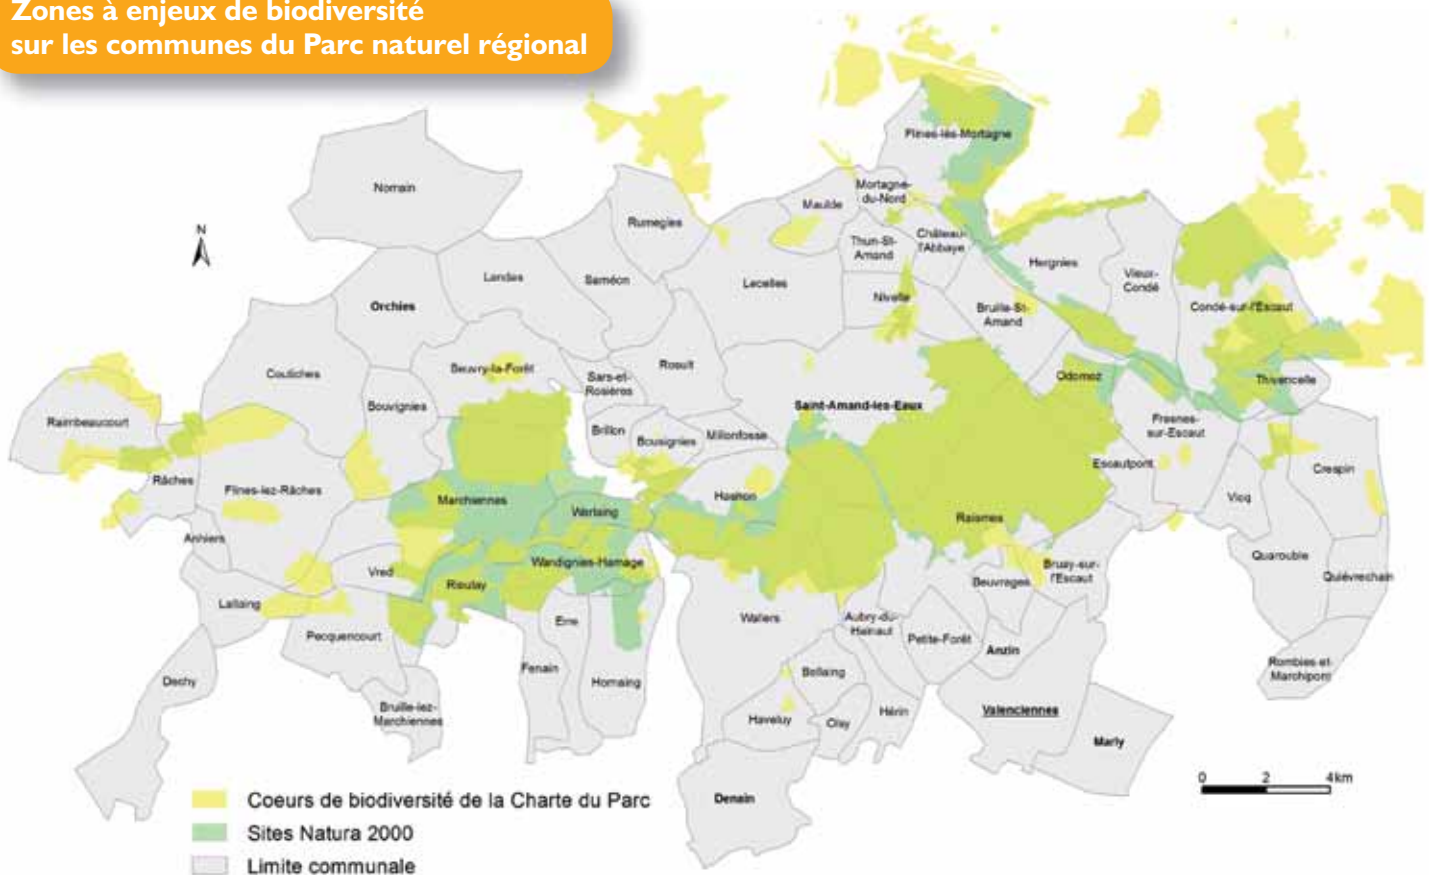 Zones à enjeux de biodiversité
sur les communes du Parc naturel régional
Flines-lès-Mortagne
Nomain
Mortagne-
du-Nord
Maulde
Rumegies
N
Château-
l'Abbaye
Thun-St-
Amand
Hergnies
Vieux-
Condé
Landas
Saméon
Lecelles
Nivelle
Orchies
Bruille-St-
Amand
Condé-sur-l'Escaut
Coutiches
Beuvry-la-Forêt
Rosult
Sars-et-
Rosières
Odomez
Thivencelle
Bouvignies
Saint-Amand-les-Eaux
Raimbeaucourt
Brillon
Bousignies
Millonfosse
Fresnes-
sur-Escaut
Escautpont
Crespin
Râches
Flines-lez-Râches
Marchiennes
Hasnon
Vicq
Warlaing
Raismes
Anhiers
Wandignies-Hamage
Quarouble
Vred
Rieulay
Beuvrages
Bruay-sur-
l'Escaut
Quiévrechain
Lallaing
Pecquencourt
Erre
Wallers
Aubry-du-
Hainaut
Petite-Forêt
Anzin
Dechy
Fenain
Hornaing
Bellaing
Rombies-et-
Marchipont
Bruille-lez-
Marchiennes
Haveluy
Oisy
Hérin
Valenciennes
Marly
Denain
0 2 4km
Coeurs de biodiversité de la Charte du Parc
Sites Natura 2000
Limite communale